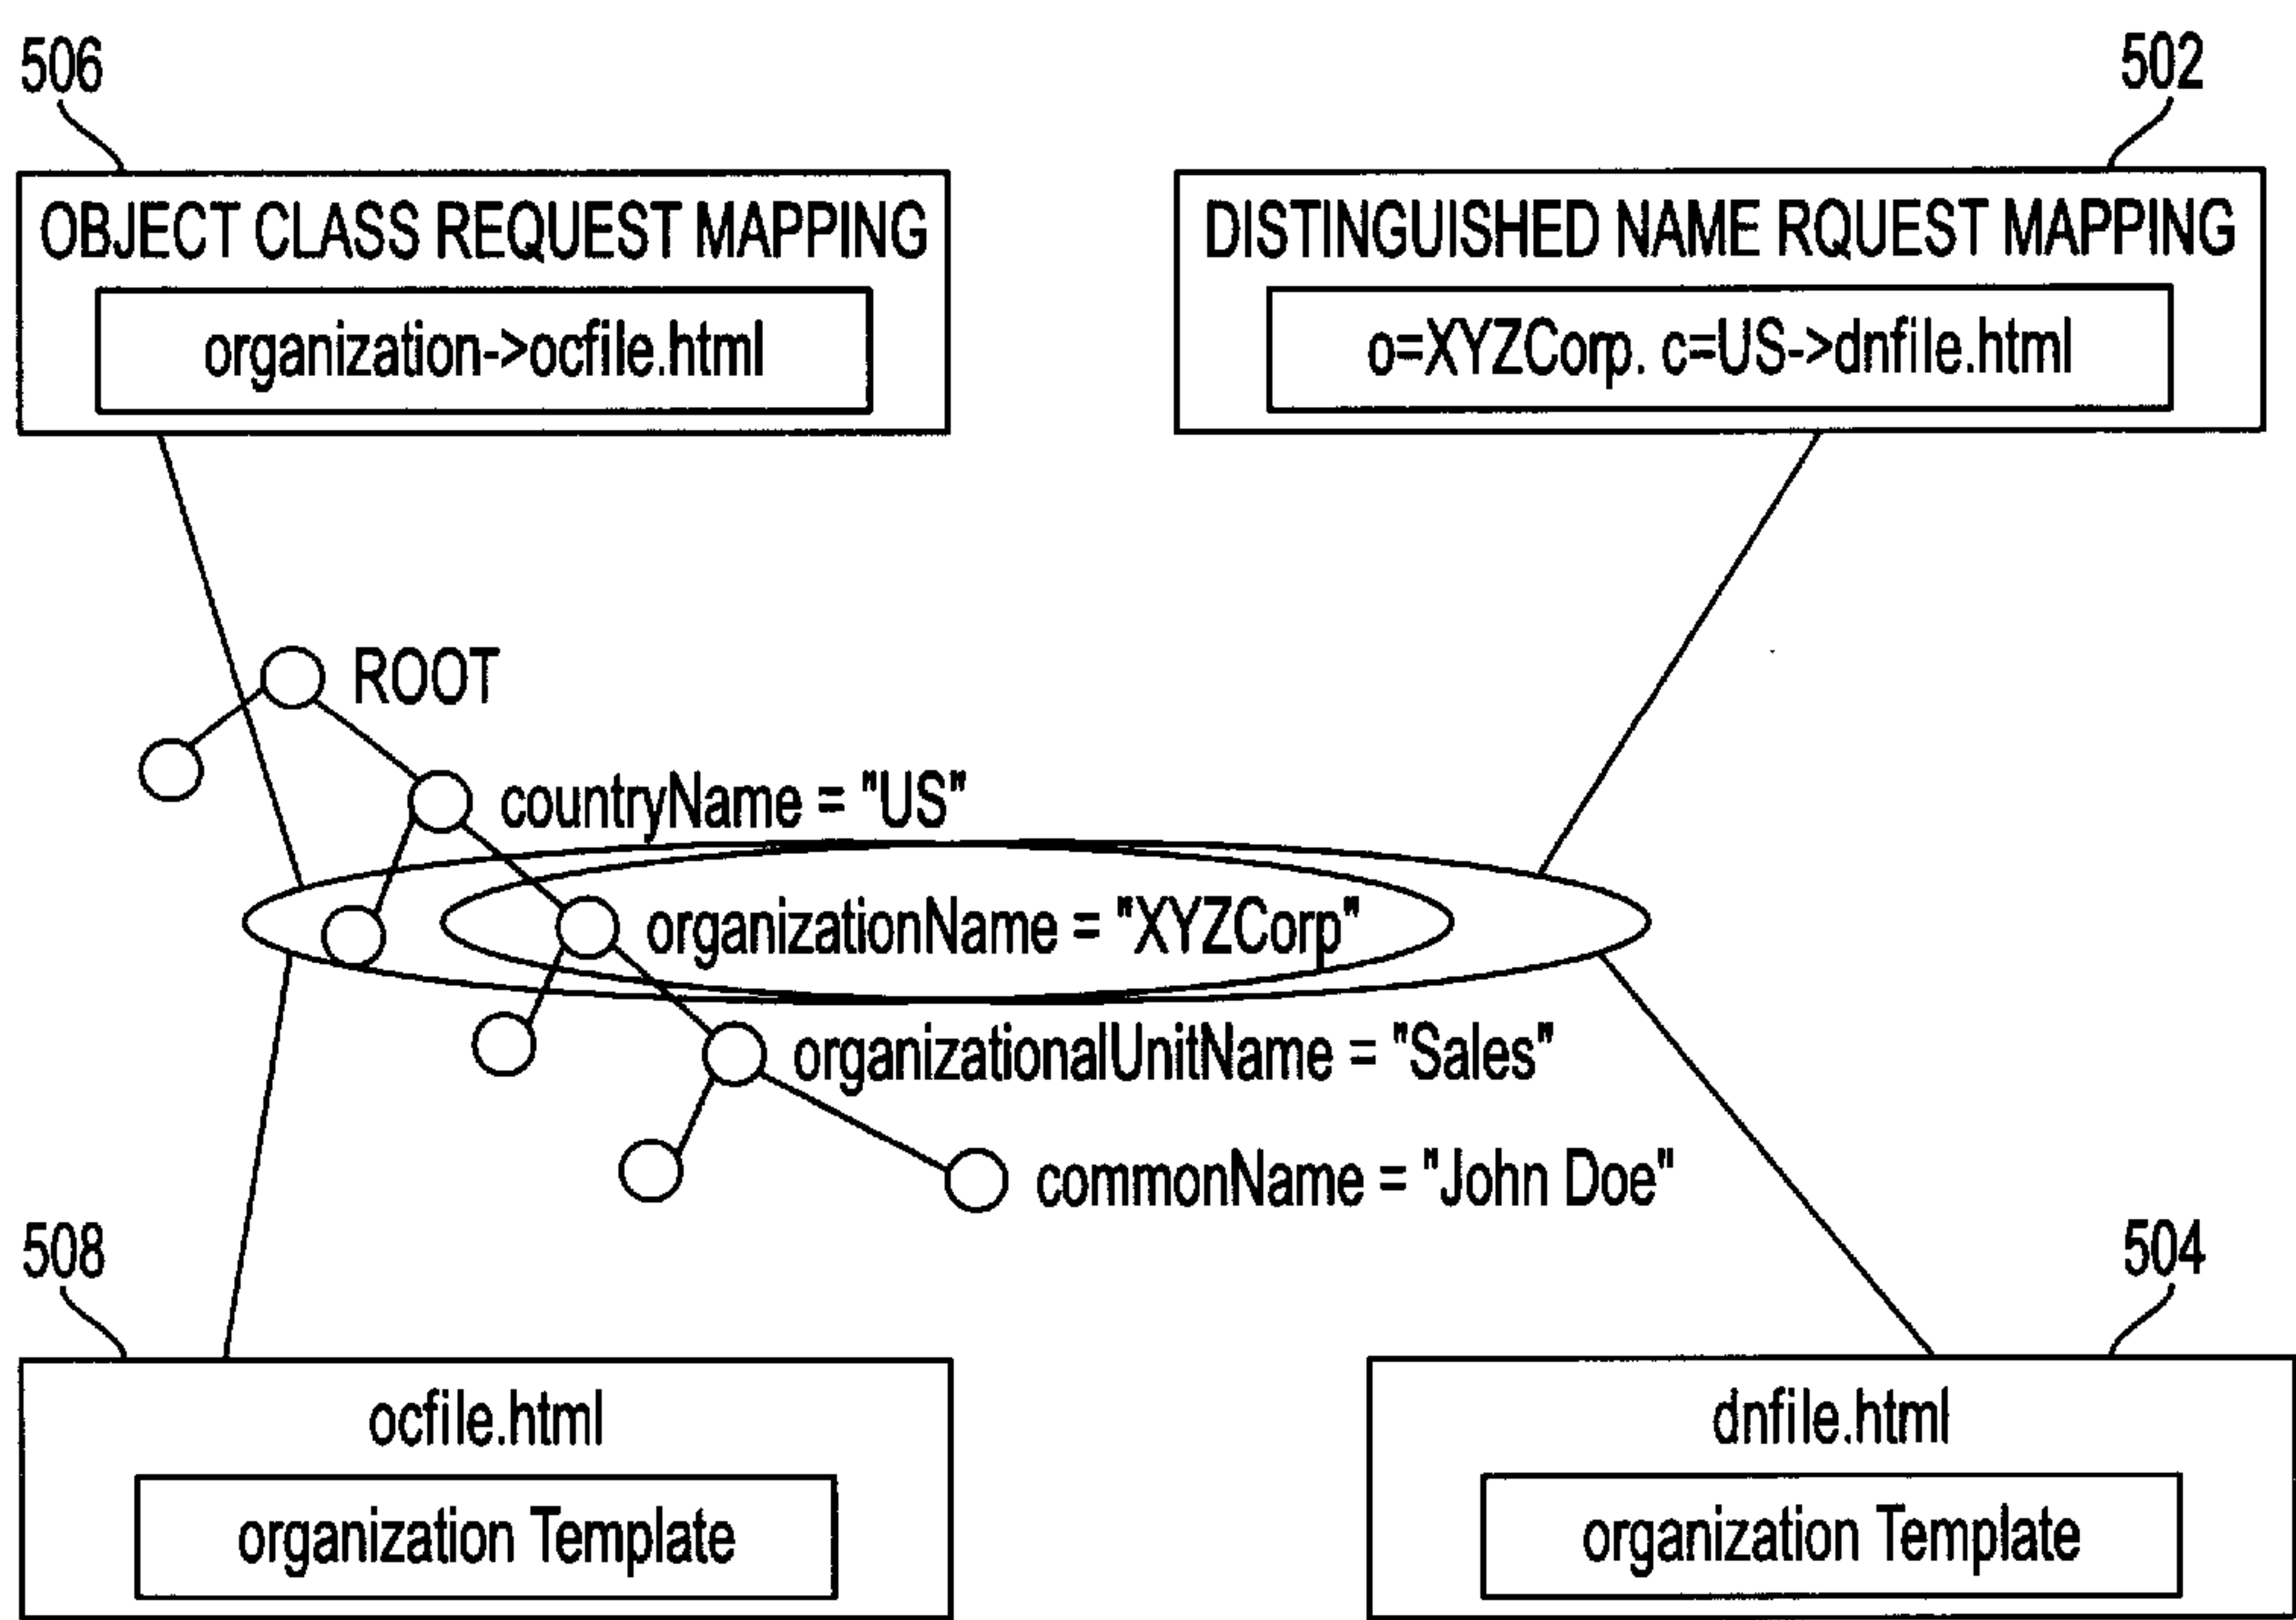 506
502
OBJECT CLASS REQUEST MAPPING
organization->ocfile.html
DISTINGUISHED NAME RQUEST MAPPING
o=XYZCorp. c=US->dnfile.html
ROOT
countryName = "US"
organizationName = "XYZCorp"
organizationalUnitName = "Sales"
commonName = "John Doe"
508
504
ocfile.html
organization Template
dnfile.html
organization Template